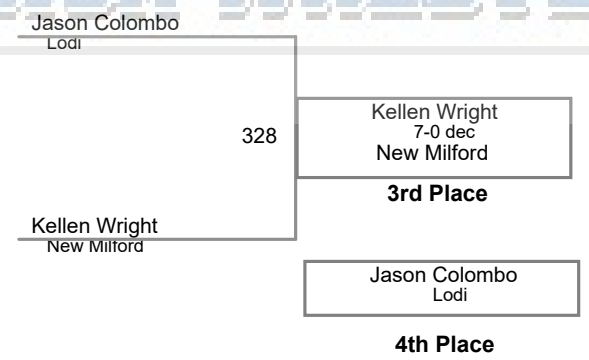 Jason Colombo
Lodi
328
Kellen Wright
7-0 dec
New Milford
3rd Place
Kellen Wright
New Milford
Jason Colombo
Lodi
4th Place